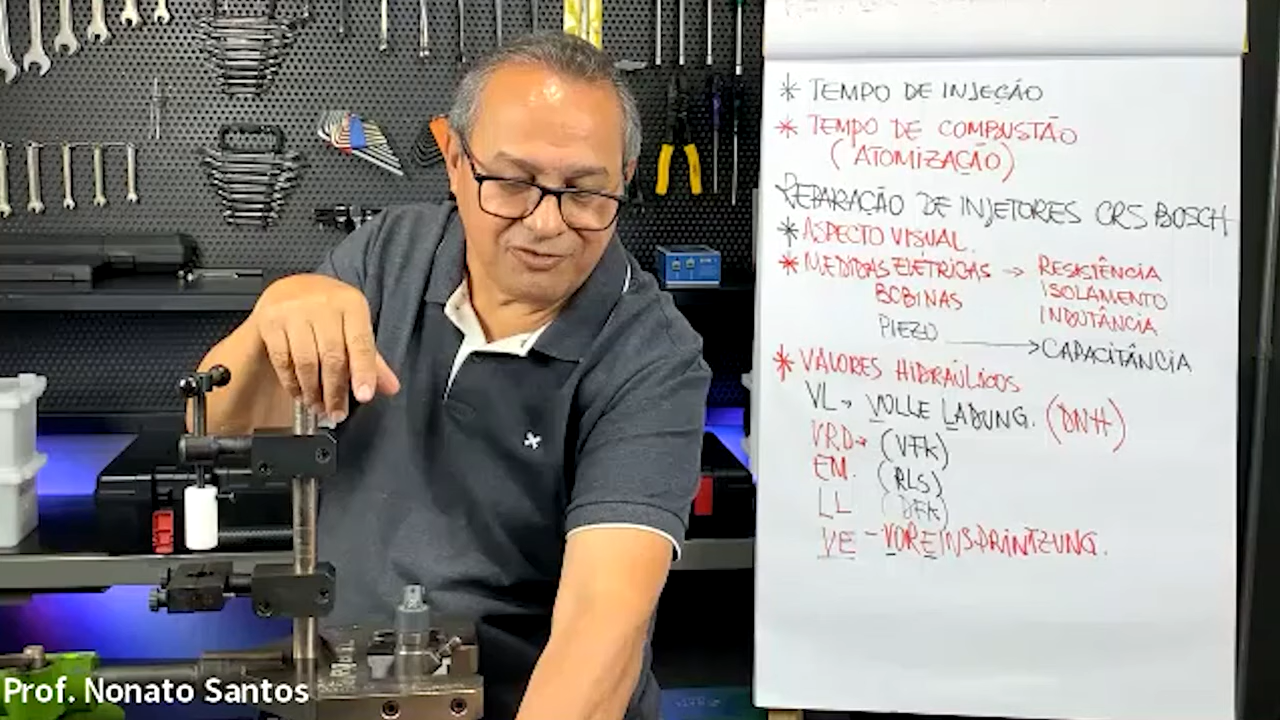 * TEMPO DE INJEÇÃO
* TEMPO DE COMBUSTÃO
(ATOMIZAÇÃO)
REPARAÇÃO DE INJETORES CRS BOSCH
* ASPECTO VISUAL.
* MEDIDAS ELÉTRICAS → RESISTÊNCIA
BOBINAS ISOLAMENTO
INDUTÂNCIA
PIEZO → CAPACITÂNCIA
* VALORES HIDRÁULICOS
VL → VOLLE LADUNG. (DNH)
VRD → (VFK)
EM. (RLS)
LL (DFK)
VE - VOREINSDRINTZUNG.
Prof. Nonato Santos